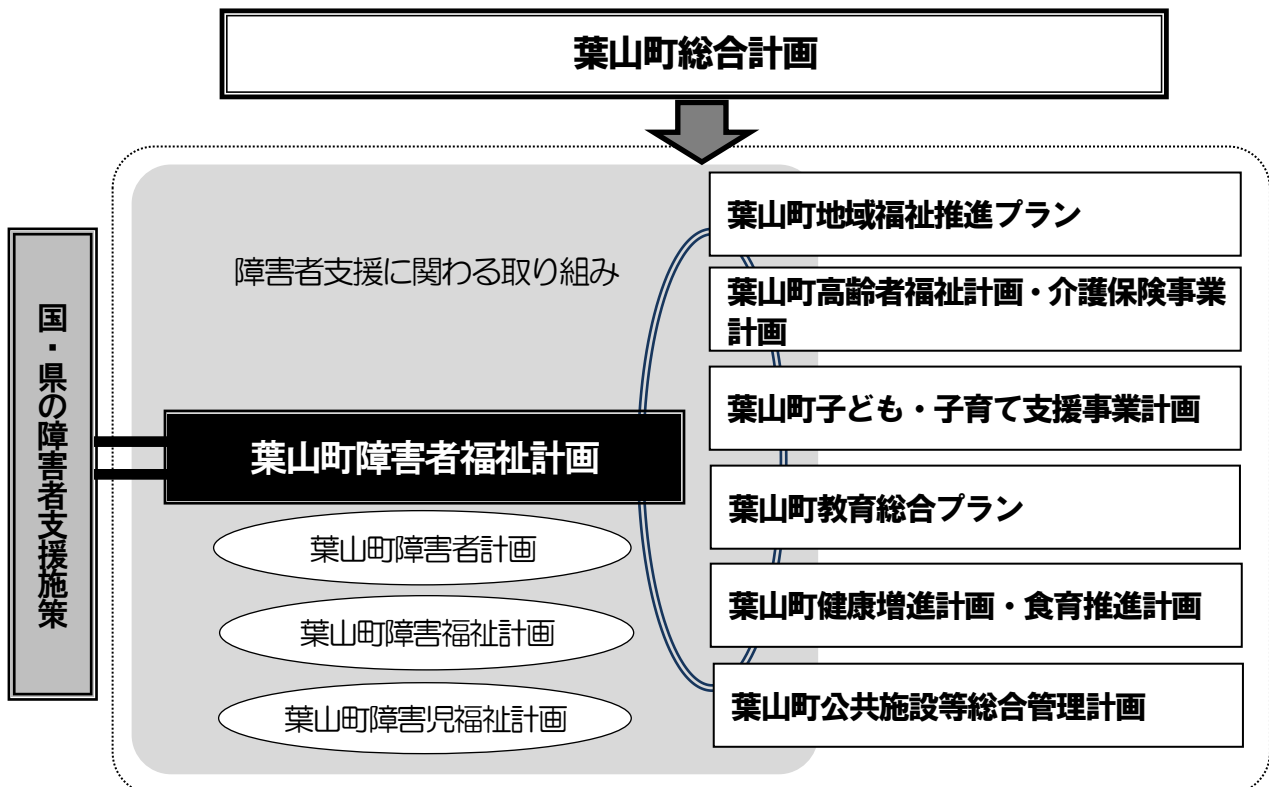 葉山町総合計画
国・県の障害者支援施策
障害者支援に関わる取り組み
葉山町障害者福祉計画
葉山町障害者計画
葉山町障害福祉計画
葉山町障害児福祉計画
葉山町地域福祉推進プラン
葉山町高齢者福祉計画・介護保険事業
計画
葉山町子ども・子育て支援事業計画
葉山町教育総合プラン
葉山町健康増進計画・食育推進計画
葉山町公共施設等総合管理計画